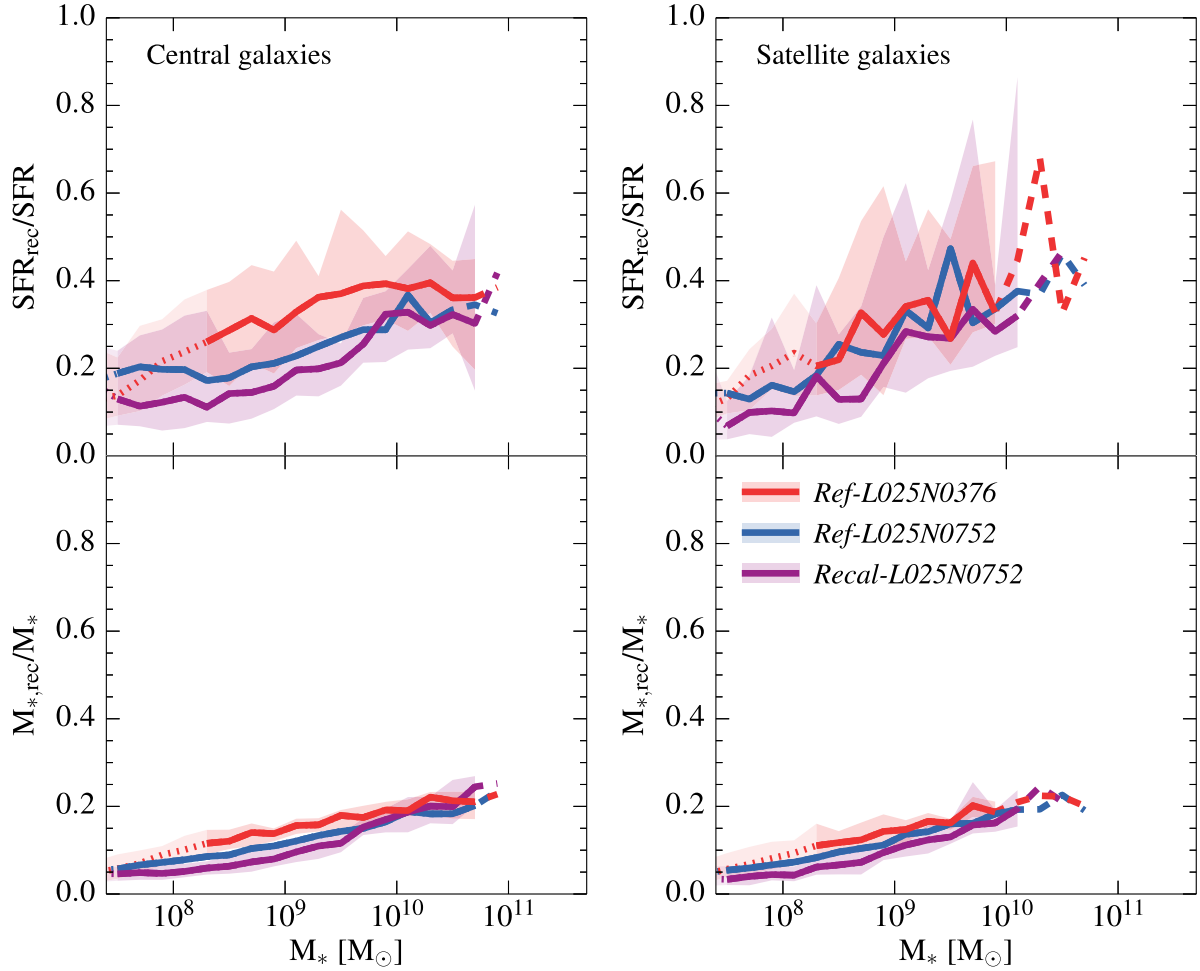 Central galaxies
Satellite galaxies
1.0
0.8
0.6
0.4
0.2
0.0
SFR_rec/SFR
1.0
0.8
0.6
0.4
0.2
0.0
SFR_rec/SFR
0.8
0.6
0.4
0.2
0.0
M_*,rec/M_*
0.8
0.6
0.4
0.2
0.0
M_*,rec/M_*
Ref-L025N0376
Ref-L025N0752
Recal-L025N0752
10^8 10^9 10^10 10^11
M_* [M_⊙]
10^8 10^9 10^10 10^11
M_* [M_⊙]